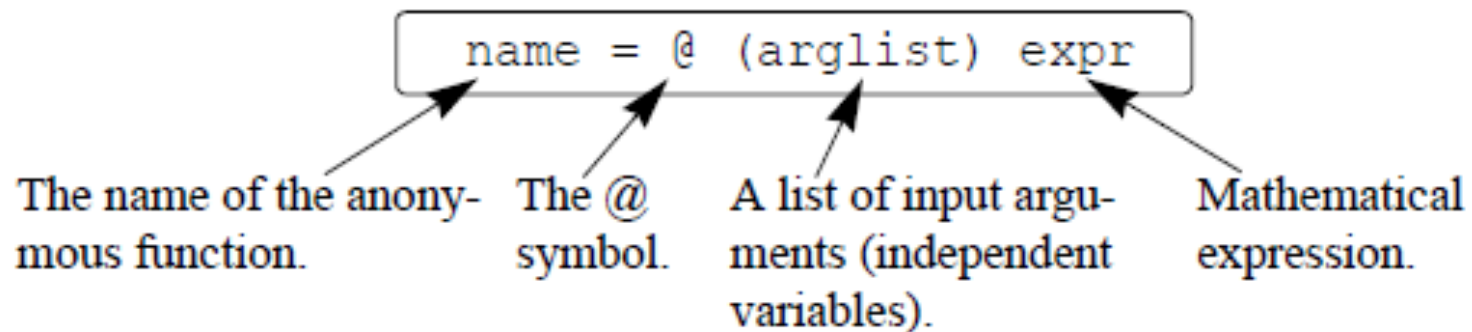 name = @ (arglist) expr
The name of the anony-
mous function.
The @
symbol.
A list of input argu-
ments (independent
variables).
Mathematical
expression.